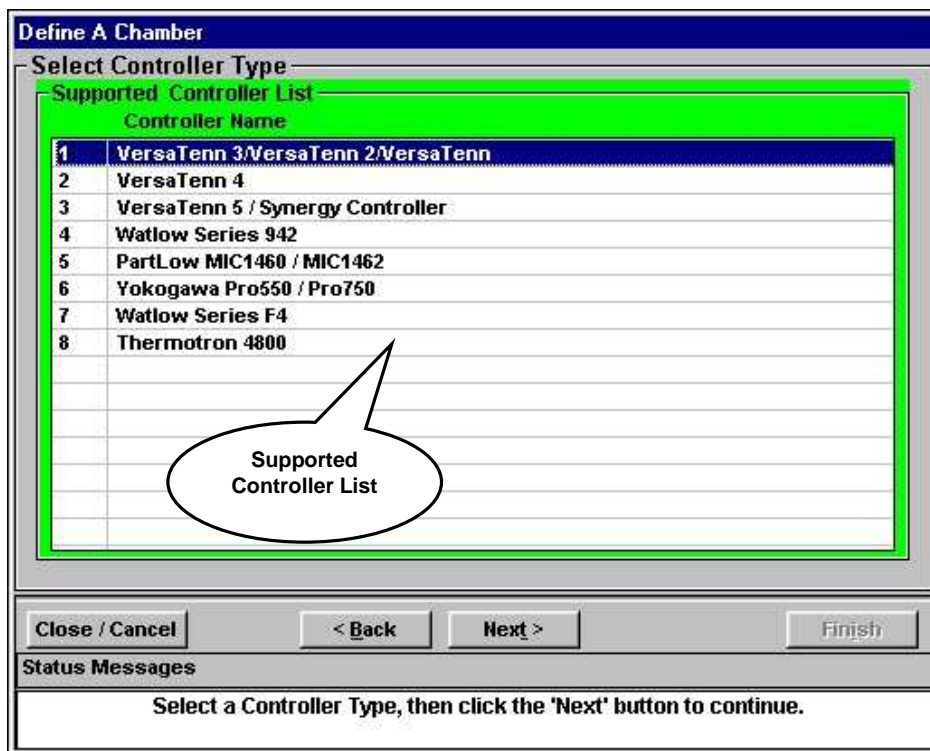 Define A Chamber
Select Controller Type
Supported Controller List
Controller Name
1 VersaTenn 3/VersaTenn 2/VersaTenn
2 VersaTenn 4
3 VersaTenn 5 / Synergy Controller
4 Watlow Series 942
5 PartLow MIC1460 / MIC1462
6 Yokogawa Pro550 / Pro750
7 Watlow Series F4
8 Thermotron 4800
Supported
Controller List
Close / Cancel < Back Next > Finish
Status Messages
Select a Controller Type, then click the 'Next' button to continue.